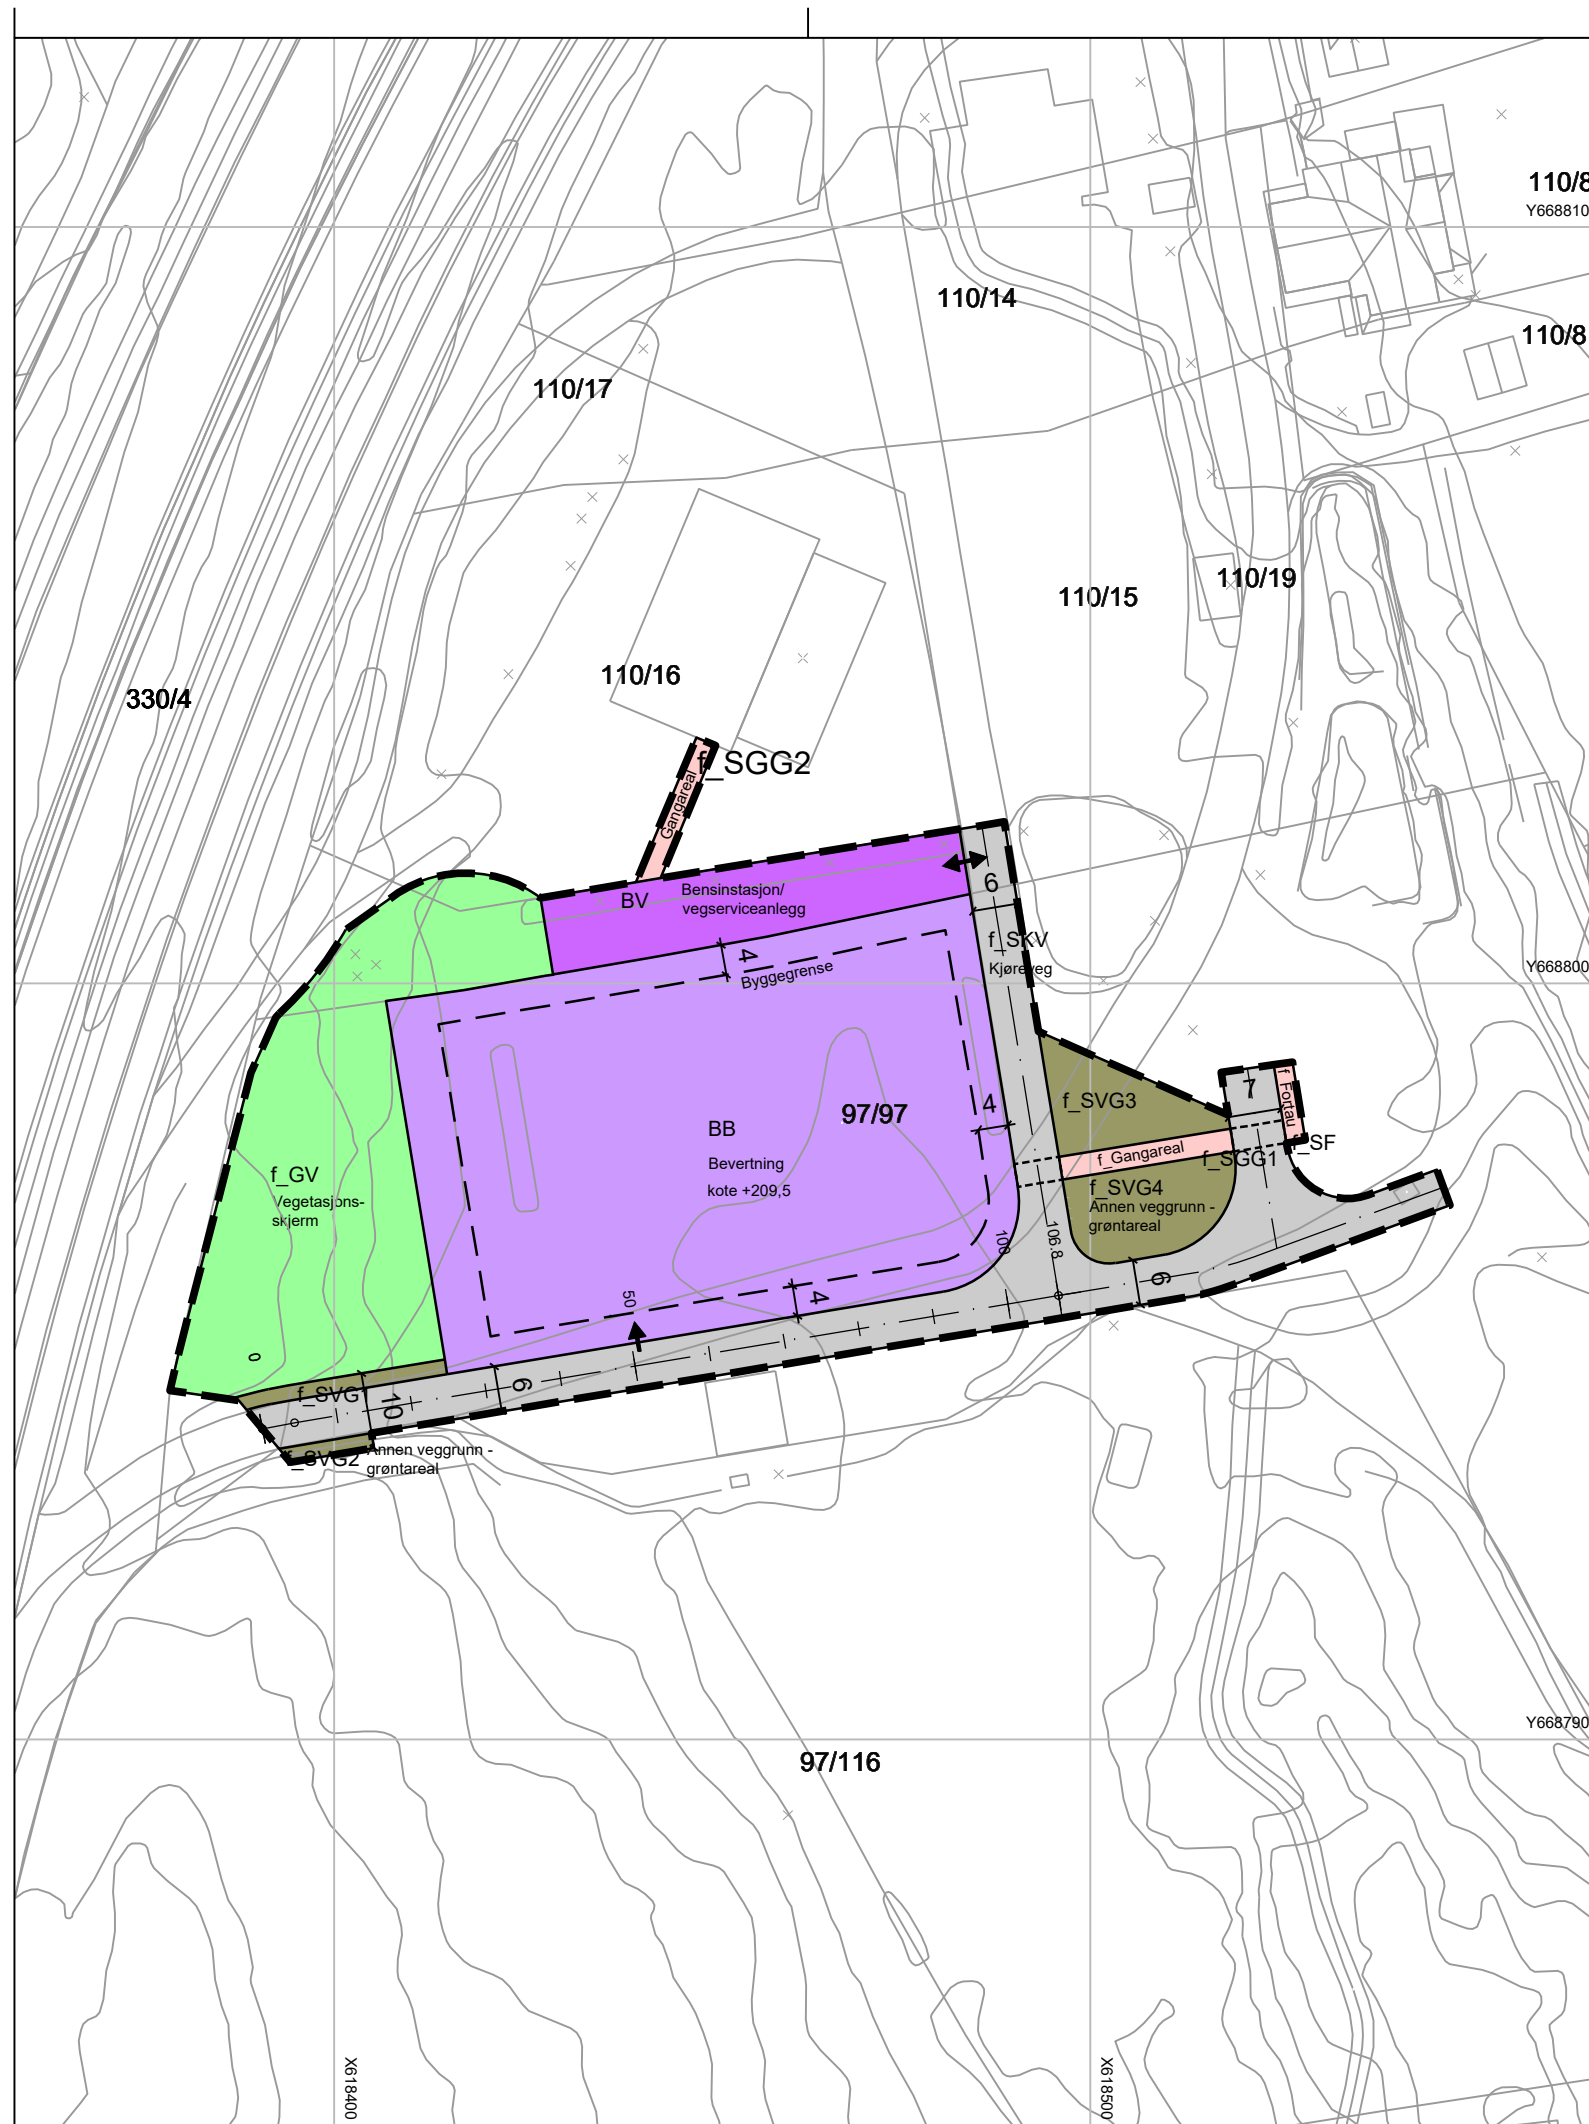 110/8
Y668810
110/14
110/8
110/17
110/19
110/15
110/16
330/4
f_SGG2
Gangareal
6
Bensinstasjon/
vegserviceanlegg
BV
f_SKV
Kjøreveg
4
Byggegrense
Y668800
7
f_Fortau
f_SVG3
4
97/97
BB
f_SF
f_Gangareal
f_SGG1
Bevertning
f_GV
Vegetasjons-
skjerm
kote +209,5
f_SVG4
Annen veggrunn -
grøntareal
100
106.8
6
50
4
0
6
f_SVG1
10
f_SVG2
Annen veggrunn -
grøntareal
Y668790
97/116
X618400
X618500